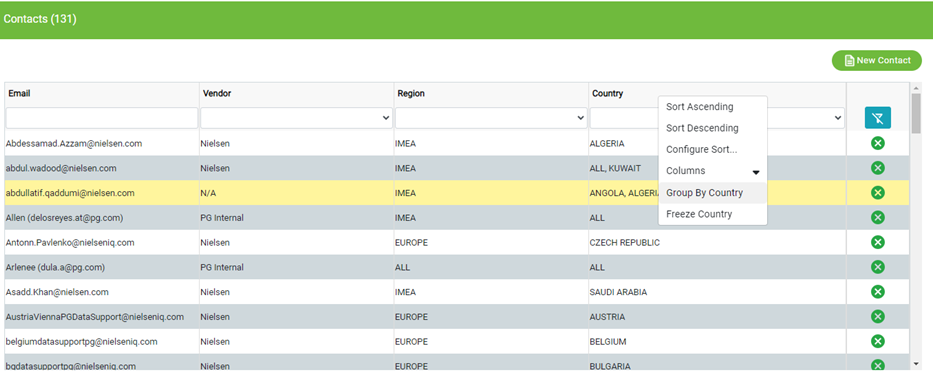 Contacts (131)
New Contact
Email Vendor Region Country
Sort Ascending
Sort Descending
Configure Sort...
Columns
Group By Country
Freeze Country
Abdessamad.Azzam@nielsen.com Nielsen IMEA ALGERIA
abdul.wadood@nielsen.com Nielsen IMEA ALL, KUWAIT
abdullatif.qaddumi@nielsen.com N/A IMEA ANGOLA, ALGERI
Allen (delosreyes.at@pg.com) PG Internal IMEA ALL
Antonn.Pavlenko@nielseniq.com Nielsen EUROPE CZECH REPUBLIC
Arlenee (dula.a@pg.com) PG Internal ALL ALL
Asadd.Khan@nielsen.com Nielsen IMEA SAUDI ARABIA
AustriaViennaPGDataSupport@nielseniq.com Nielsen EUROPE AUSTRIA
belgiumdatasupportpg@nielseniq.com Nielsen EUROPE BELGIUM
bgdatasupportpg@nielseniq.com Nielsen EUROPE BULGARIA